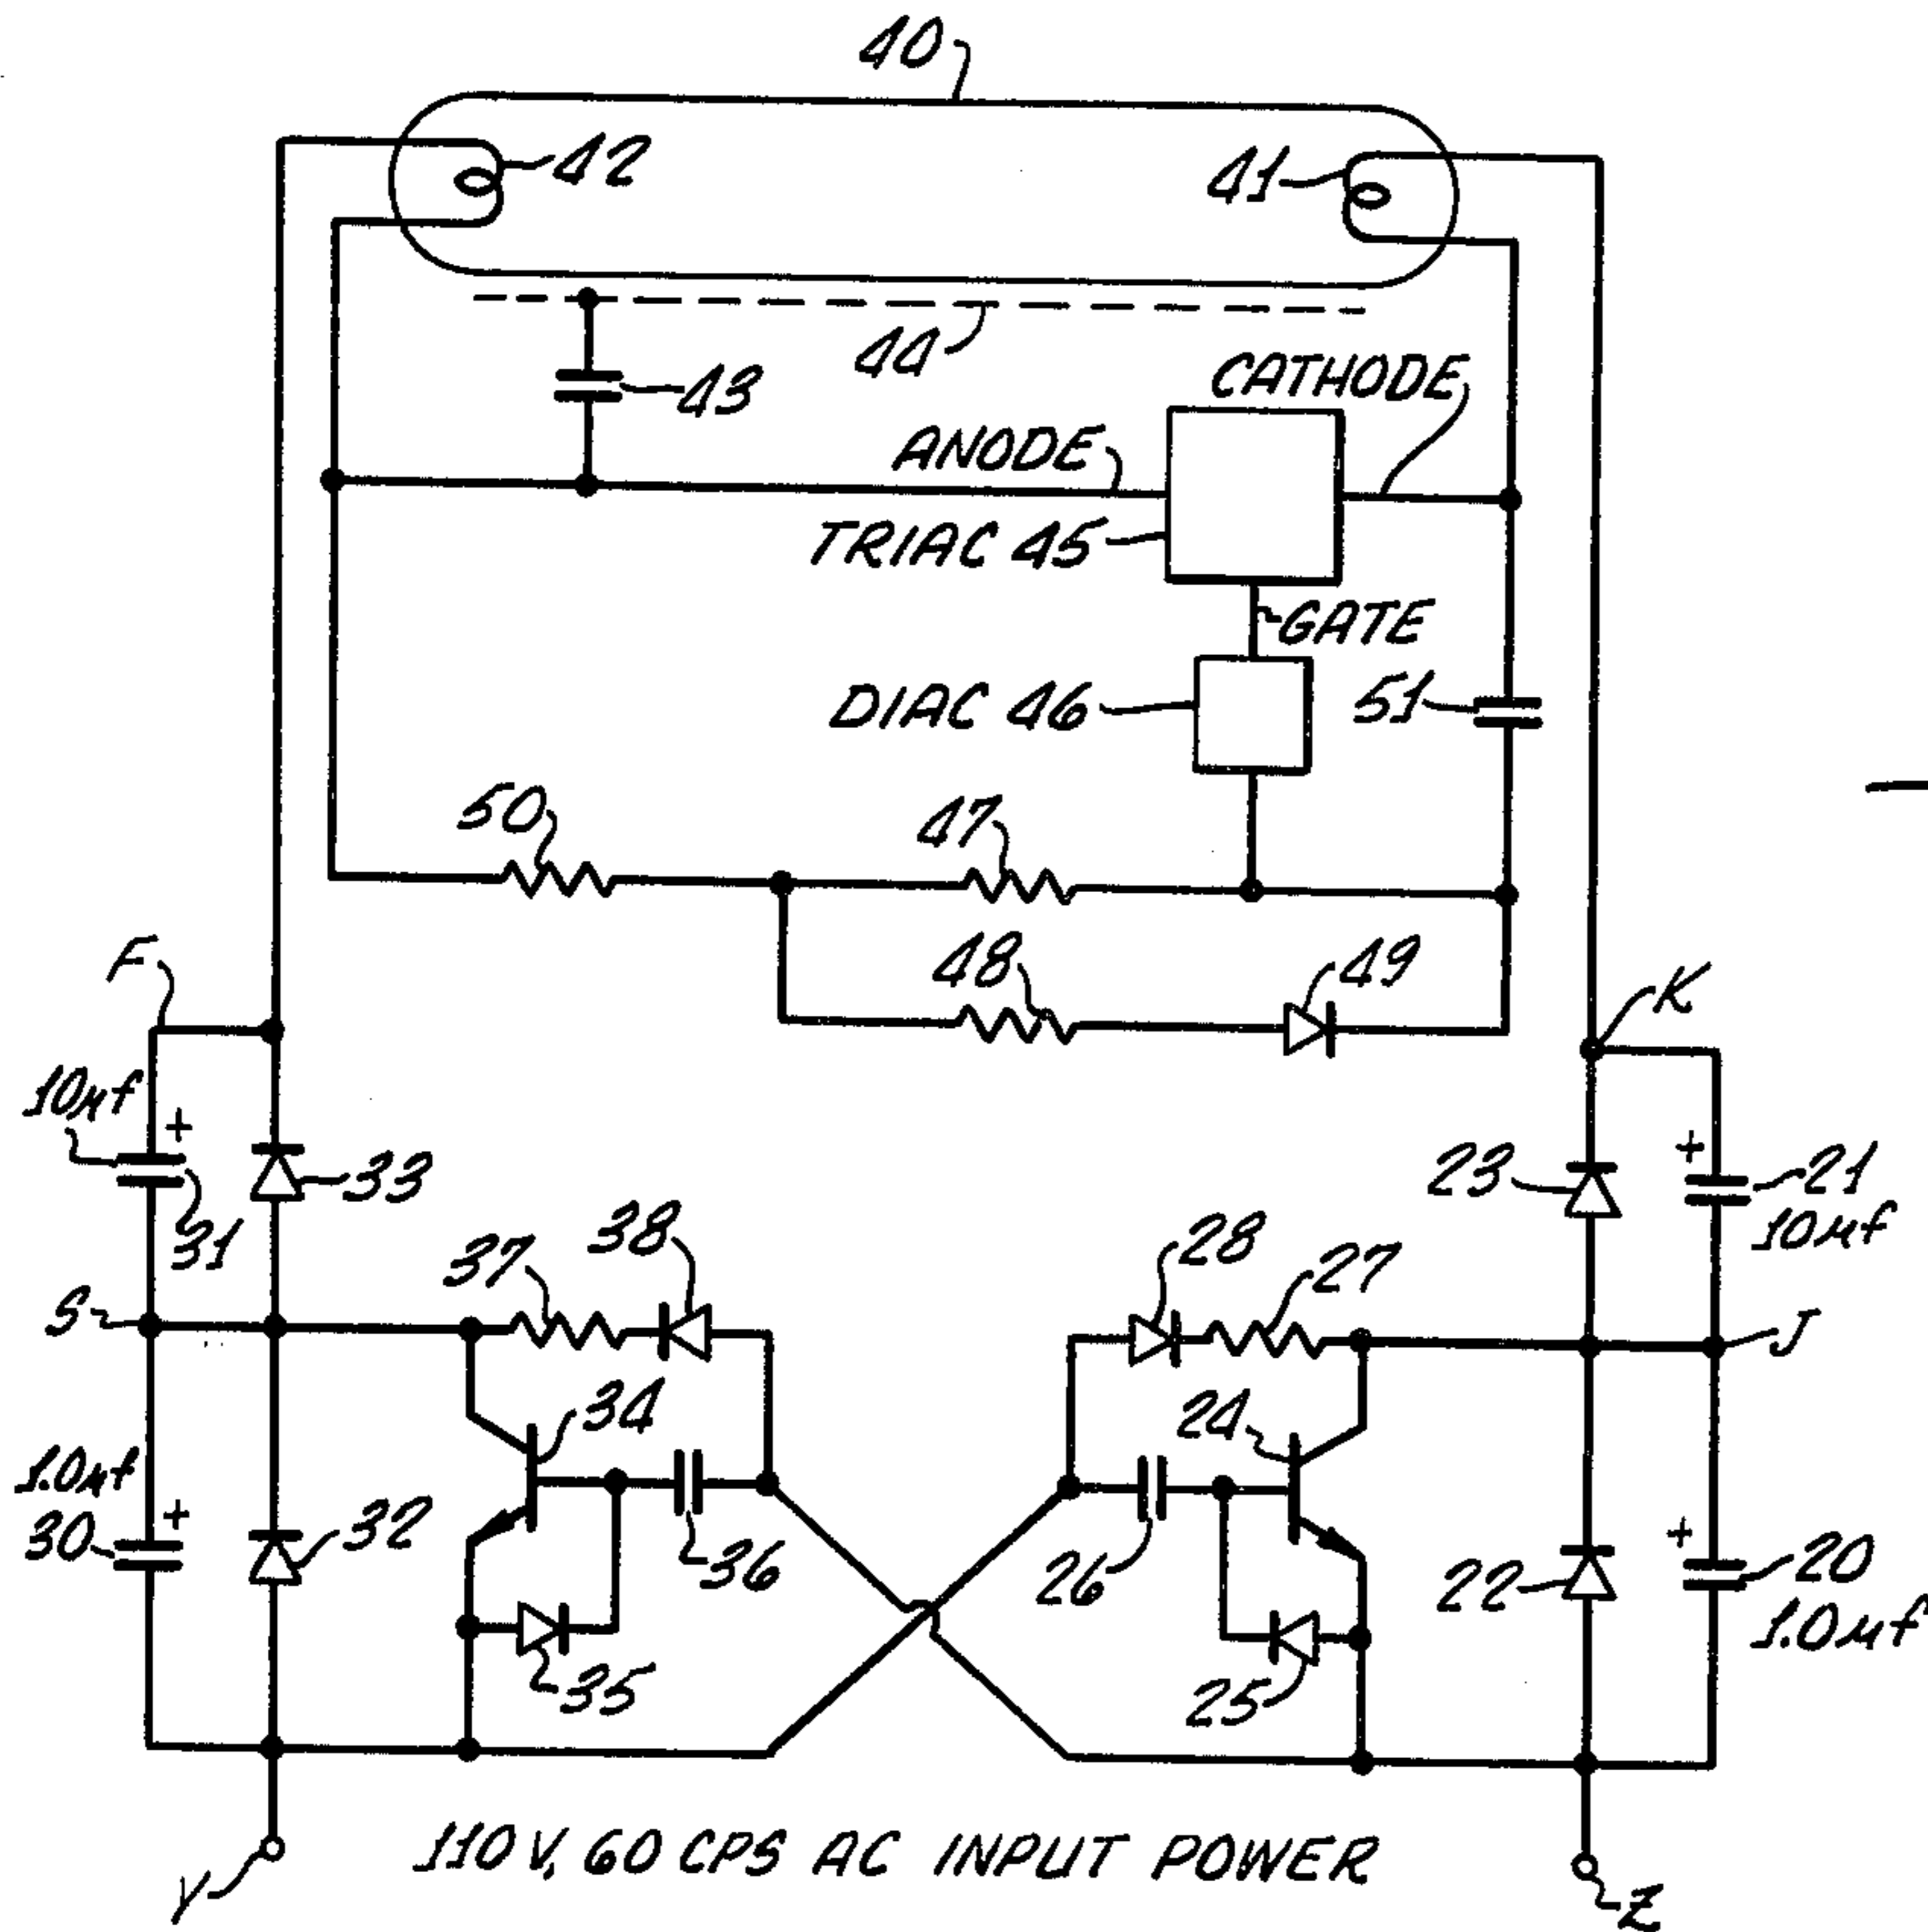 40
42
41
44
43
CATHODE
ANODE
TRIAC 45
GATE
DIAC 46
51
50
47
48
49
F
K
10µf
+
33
31
23
+
21
10µf
S
37
38
28
27
J
34
24
1.0µf
30
+
32
36
26
22
+
20
1.0µf
35
25
110 V, 60 CPS AC INPUT POWER
Y
Z